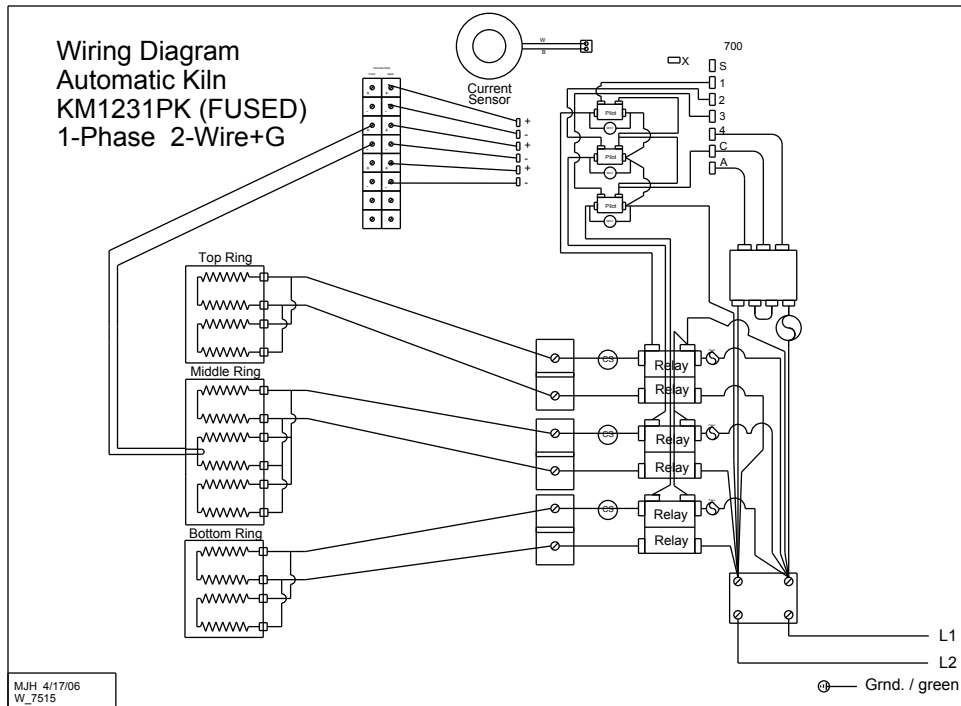 Wiring Diagram
Automatic Kiln
KM1231PK (FUSED)
1-Phase 2-Wire+G
W
B
Current
Sensor
700
X
S
1
2
3
4
C
A
+
-
+
-
+
-
Pilot
Pilot
Pilot
Top Ring
Middle Ring
Bottom Ring
CS
Relay
Relay
CS
Relay
Relay
CS
Relay
Relay
L1
L2
Grnd. / green
MJH 4/17/06
W_7515